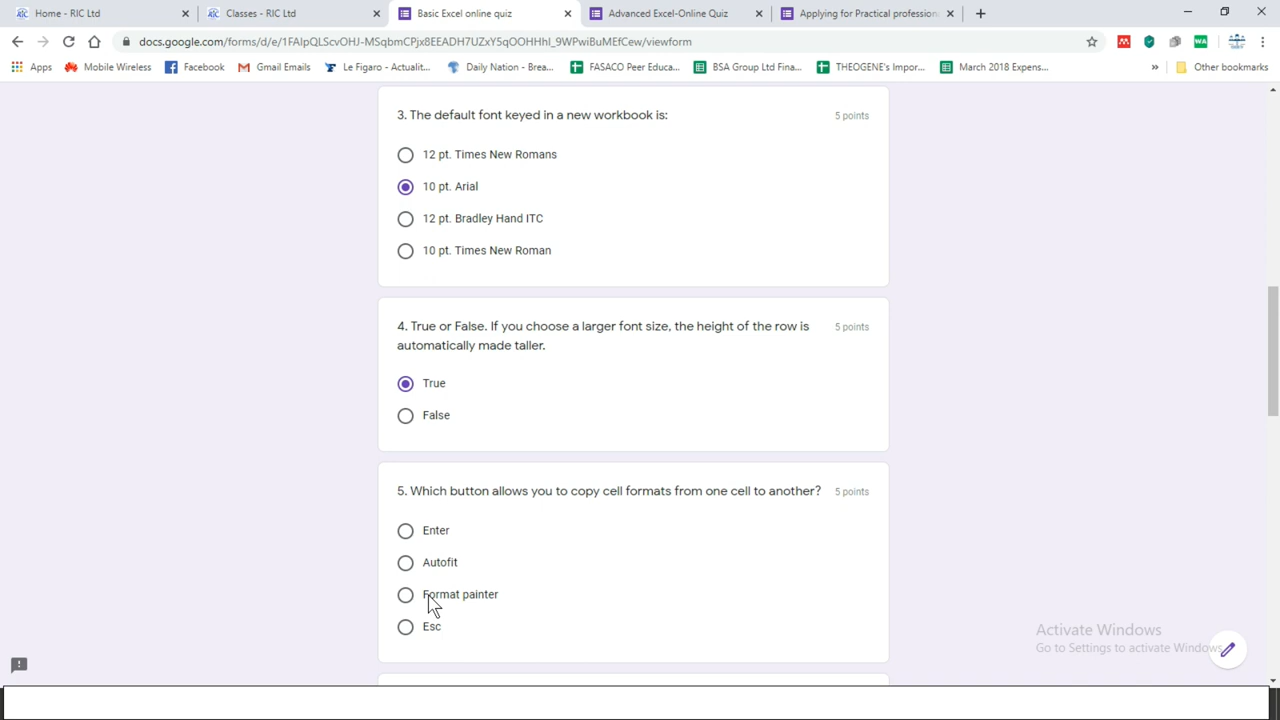 Home - RIC Ltd
Classes - RIC Ltd
Basic Excel online quiz
Advanced Excel-Online Quiz
Applying for Practical profession
docs.google.com/forms/d/e/1FAIpQLScvOHJ-MSqbmCPjx8EEADH7UZxY5qOOHHhI_9WPwiBuMEfCew/viewform
Apps
Mobile Wireless
Facebook
Gmail Emails
Le Figaro - Actualit...
Daily Nation - Brea...
FASACO Peer Educa...
BSA Group Ltd Fina...
THEOGENE's Impor...
March 2018 Expens...
Other bookmarks
3. The default font keyed in a new workbook is:
5 points
12 pt. Times New Romans
10 pt. Arial
12 pt. Bradley Hand ITC
10 pt. Times New Roman
4. True or False. If you choose a larger font size, the height of the row is
automatically made taller.
5 points
True
False
5. Which button allows you to copy cell formats from one cell to another?
5 points
Enter
Autofit
Format painter
Esc
Activate Windows
Go to Settings to activate Windows